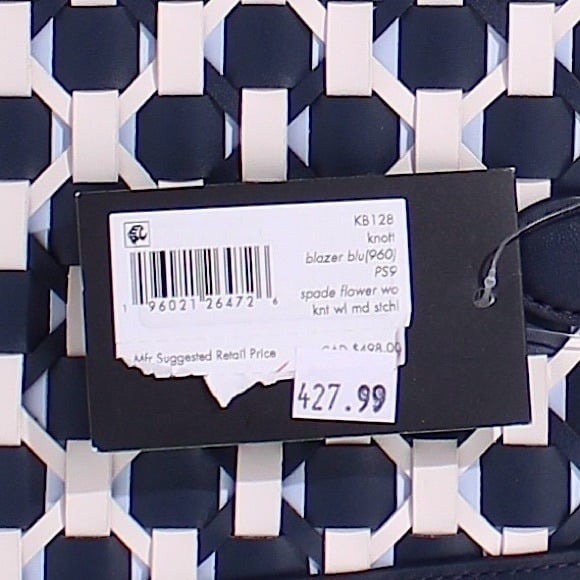 KB128
knott
blazer blu(960)
PS9
spade flower wo
knt wl md stchl
1 96021 26472 6
Mfr Suggested Retail Price CAD $498.00
427.99